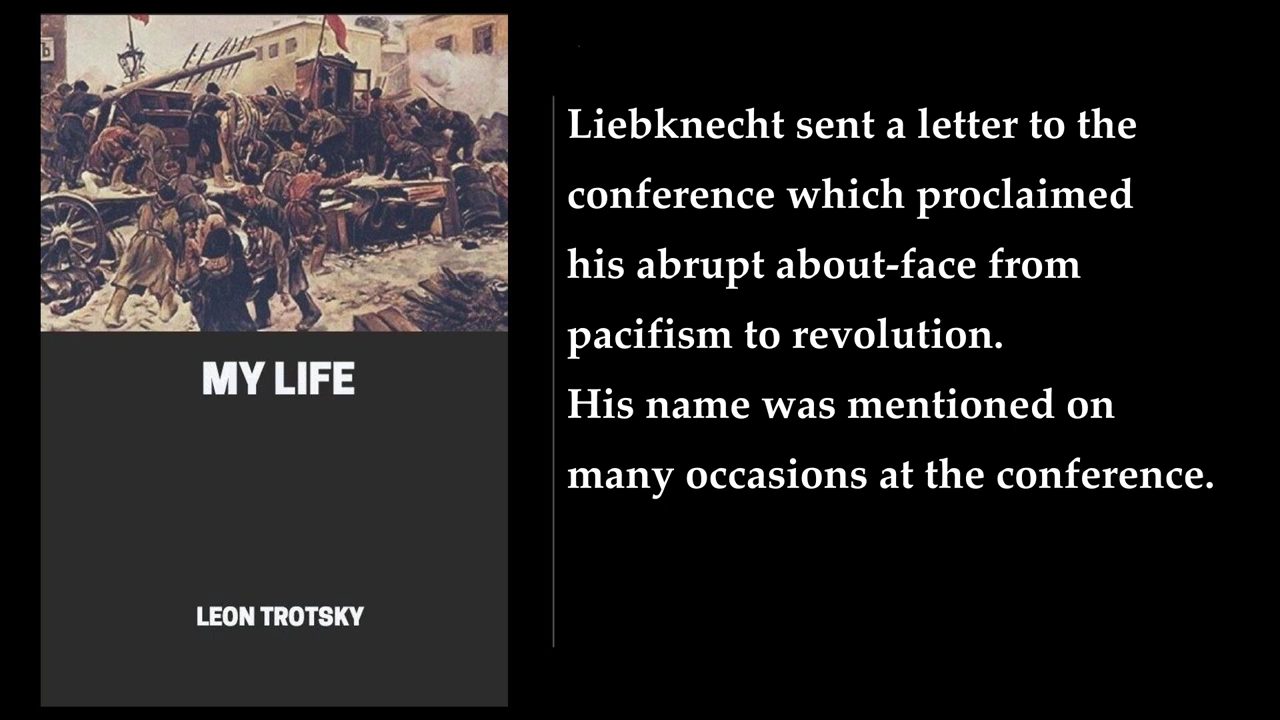 MY LIFE
LEON TROTSKY
Liebknecht sent a letter to the
conference which proclaimed
his abrupt about-face from
pacifism to revolution.
His name was mentioned on
many occasions at the conference.